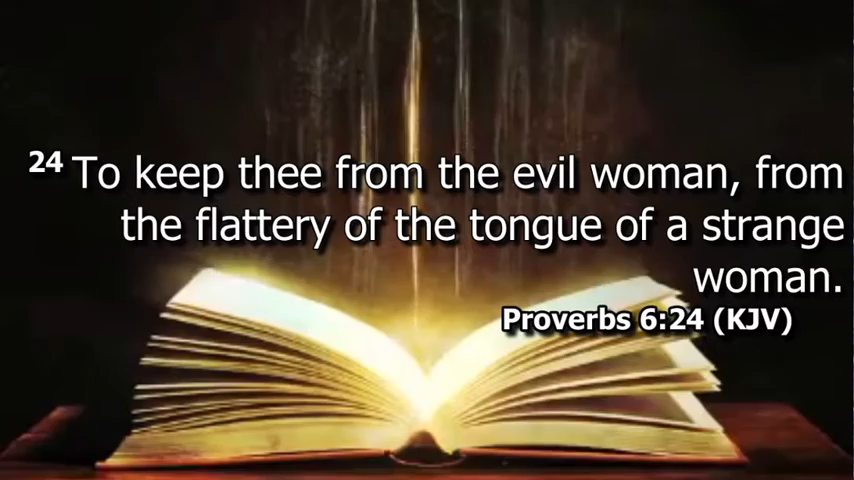 24 To keep thee from the evil woman, from
the flattery of the tongue of a strange
woman.
Proverbs 6:24 (KJV)